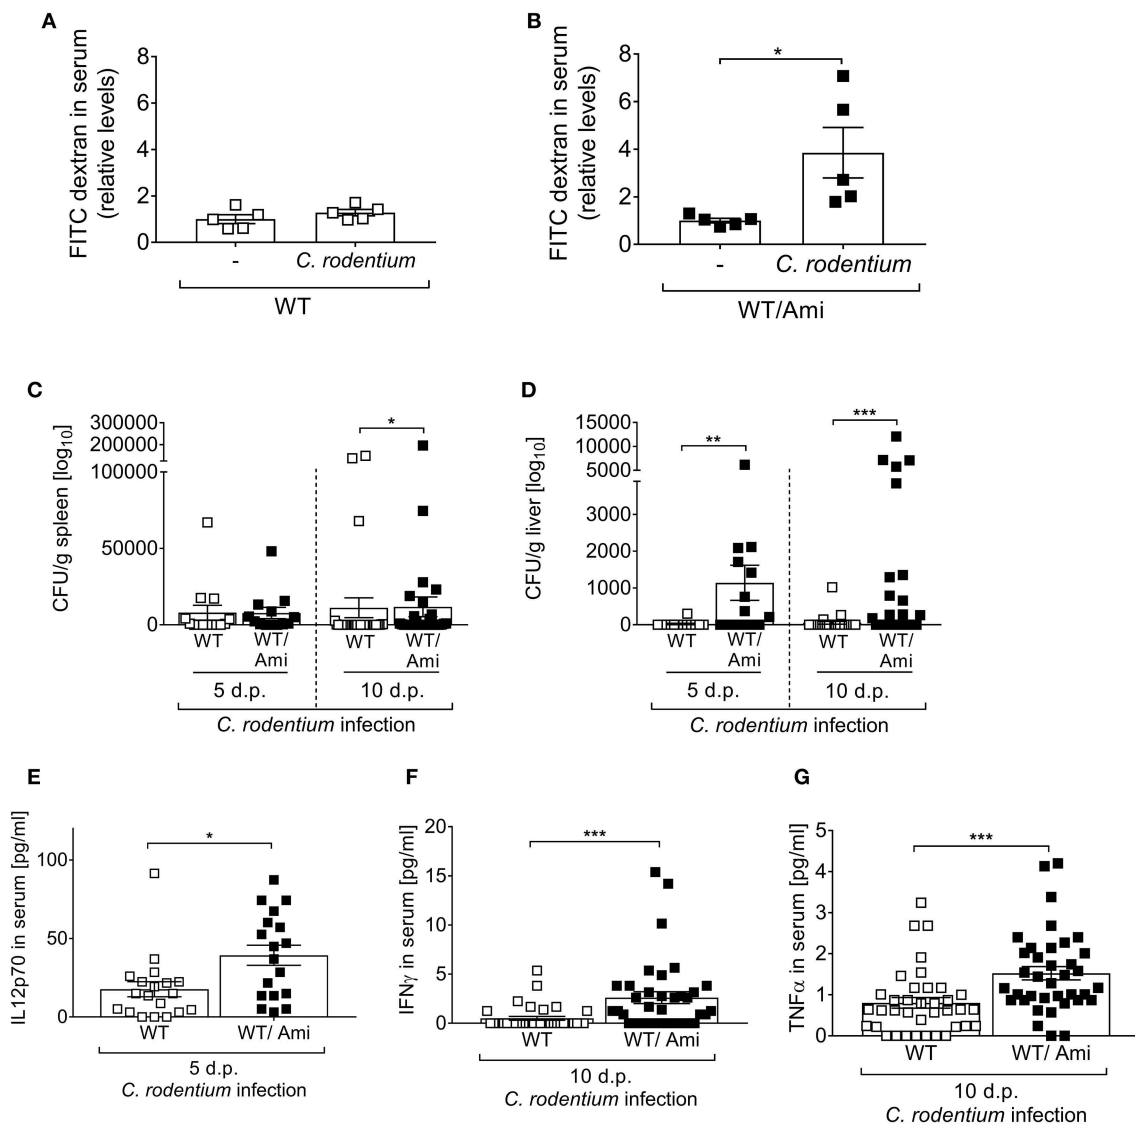 A
FITC dextran in serum
(relative levels)
8
6
4
2
0
-
C. rodentium
WT
B
FITC dextran in serum
(relative levels)
8
6
4
2
0
*
-
C. rodentium
WT/Ami
C
CFU/g spleen [log10]
300000
200000
100000
50000
0
*
WT
WT/
Ami
WT
WT/
Ami
5 d.p.
10 d.p.
C. rodentium infection
D
CFU/g liver [log10]
15000
10000
5000
3000
2000
1000
0
**
***
WT
WT/
Ami
WT
WT/
Ami
5 d.p.
10 d.p.
C. rodentium infection
E
IL12p70 in serum [pg/ml]
100
50
0
*
WT
WT/ Ami
5 d.p.
C. rodentium infection
F
IFNγ in serum [pg/ml]
20
15
10
5
0
***
WT
WT/ Ami
10 d.p.
C. rodentium infection
G
TNFα in serum [pg/ml]
5
4
3
2
1
0
***
WT
WT/ Ami
10 d.p.
C. rodentium infection